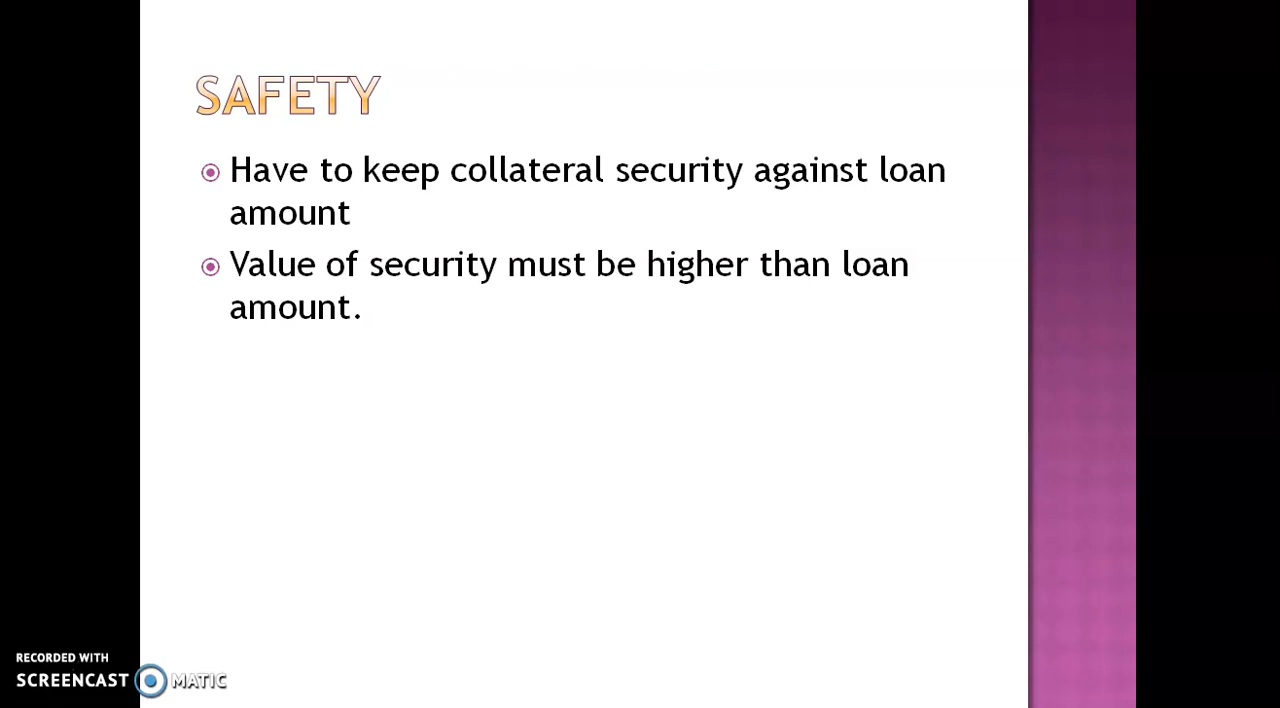 SAFETY
Have to keep collateral security against loan
amount
Value of security must be higher than loan
amount.
RECORDED WITH
SCREENCAST MATIC